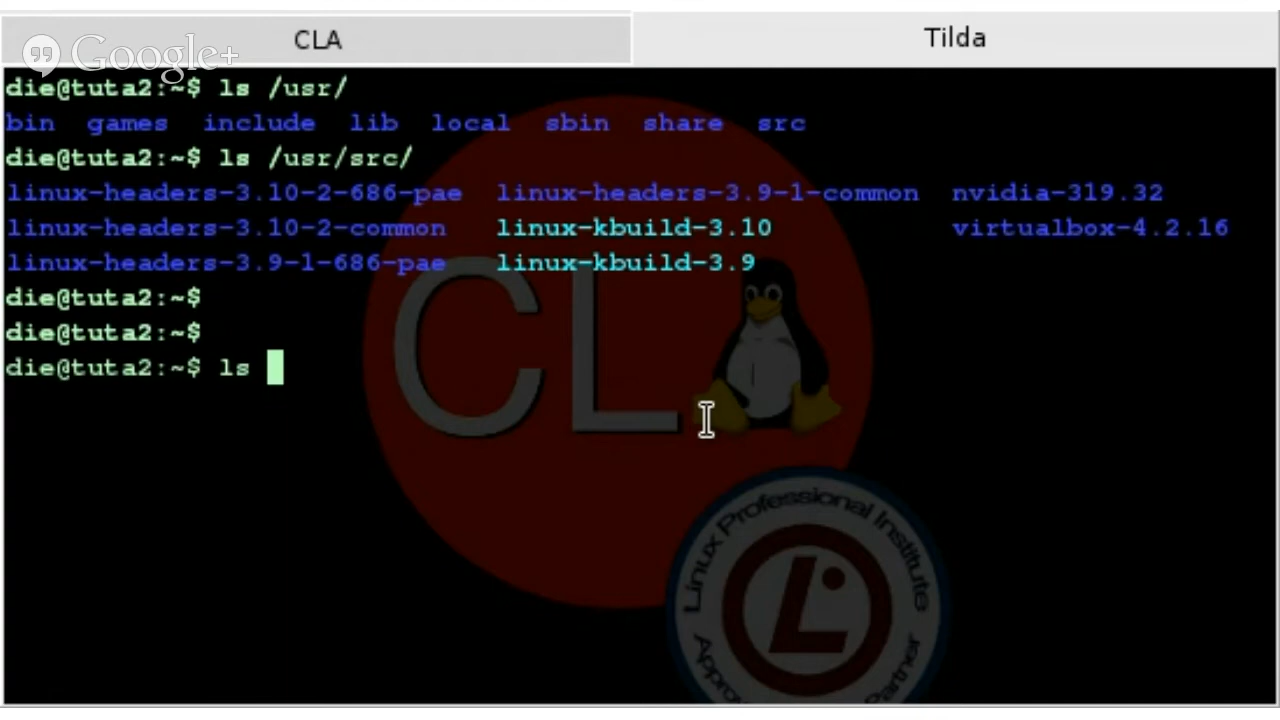 CLA Tilda
Google+
die@tuta2:~$ ls /usr/
bin games include lib local sbin share src
die@tuta2:~$ ls /usr/src/
linux-headers-3.10-2-686-pae linux-headers-3.9-1-common nvidia-319.32
linux-headers-3.10-2-common linux-kbuild-3.10 virtualbox-4.2.16
linux-headers-3.9-1-686-pae linux-kbuild-3.9
die@tuta2:~$
die@tuta2:~$
die@tuta2:~$ ls
CL
Linux Professional Institute
L
Partner